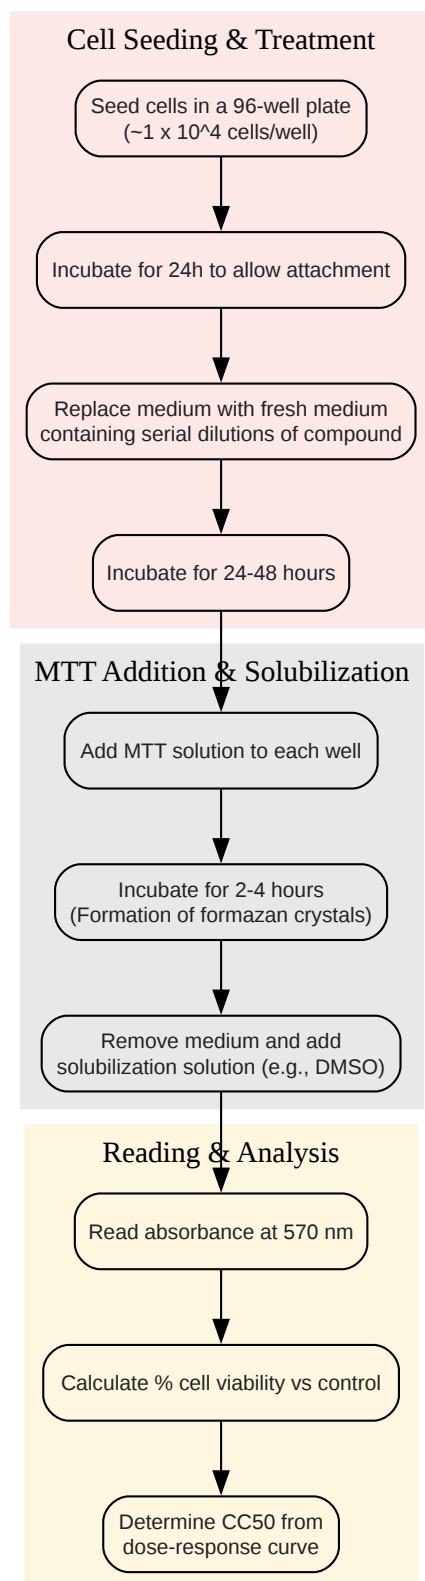 Cell Seeding & Treatment
Seed cells in a 96-well plate
(~1 x 10^4 cells/well)
Incubate for 24h to allow attachment
Replace medium with fresh medium
containing serial dilutions of compound
Incubate for 24-48 hours
MTT Addition & Solubilization
Add MTT solution to each well
Incubate for 2-4 hours
(Formation of formazan crystals)
Remove medium and add
solubilization solution (e.g., DMSO)
Reading & Analysis
Read absorbance at 570 nm
Calculate % cell viability vs control
Determine CC50 from
dose-response curve